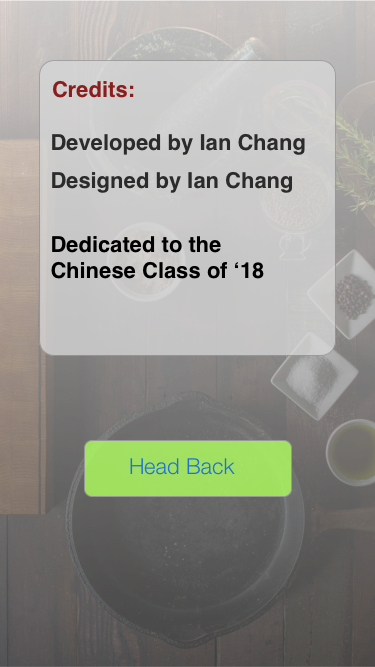 Credits:
Developed by Ian Chang
Designed by Ian Chang
Dedicated to the
Chinese Class of ‘18
Head Back